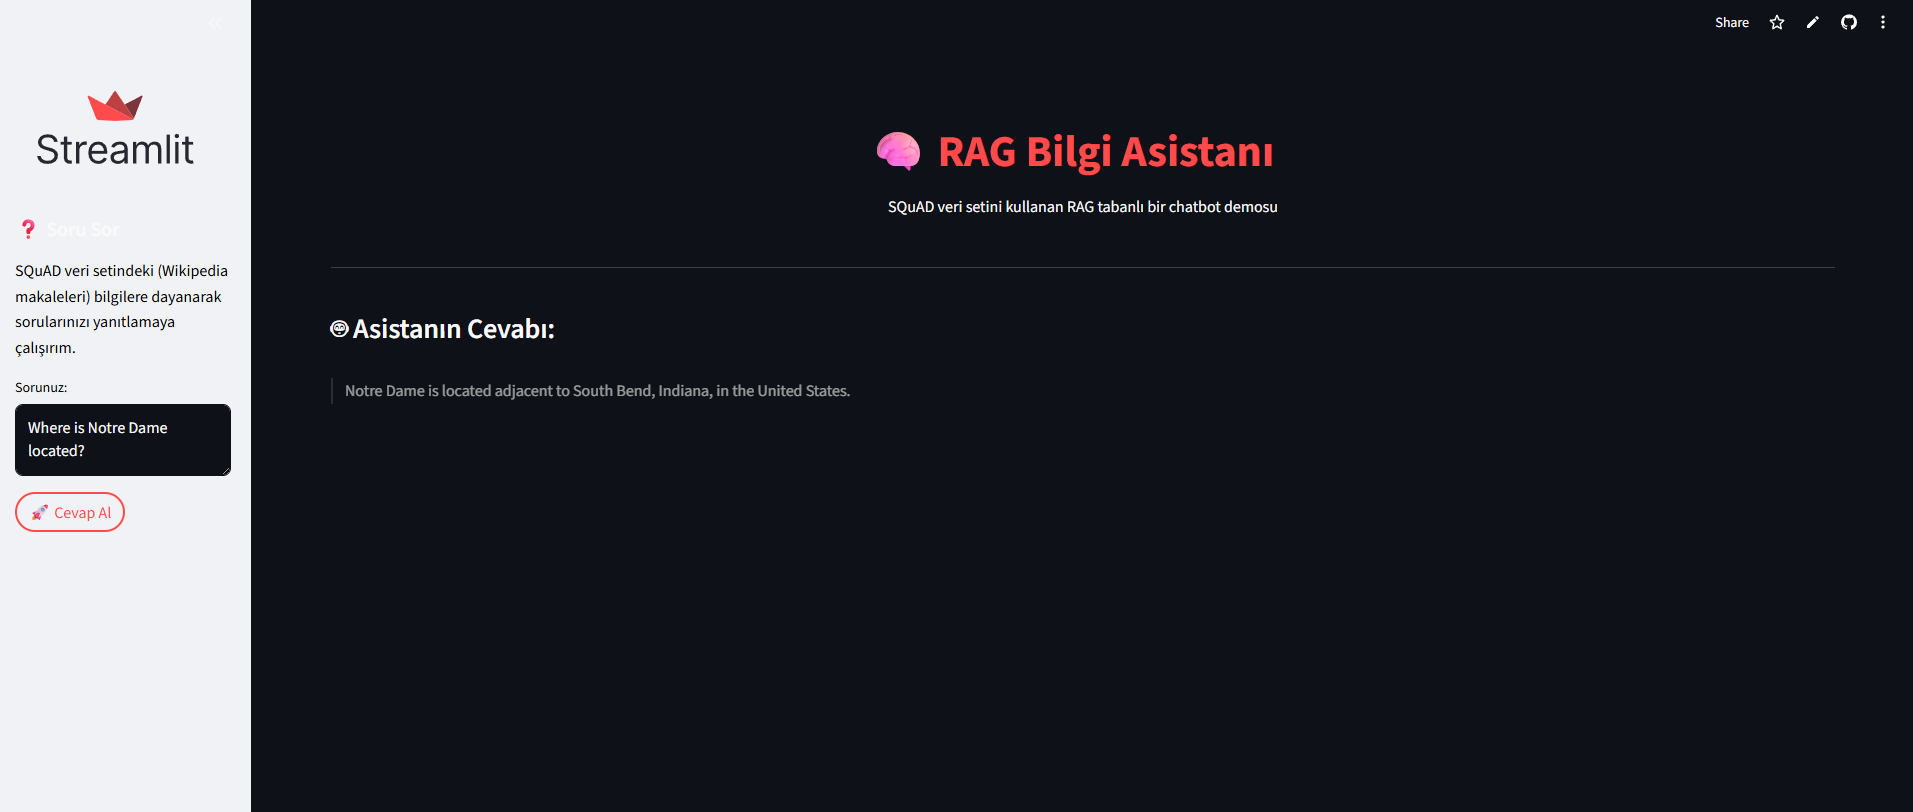 Share
Streamlit
Soru Sor
SQuAD veri setindeki (Wikipedia
makaleleri) bilgilere dayanarak
sorularınızı yanıtlamaya
çalışırım.
Sorunuz:
Where is Notre Dame
located?
Cevap Al
RAG Bilgi Asistanı
SQuAD veri setini kullanan RAG tabanlı bir chatbot demosu
Asistanın Cevabı:
Notre Dame is located adjacent to South Bend, Indiana, in the United States.